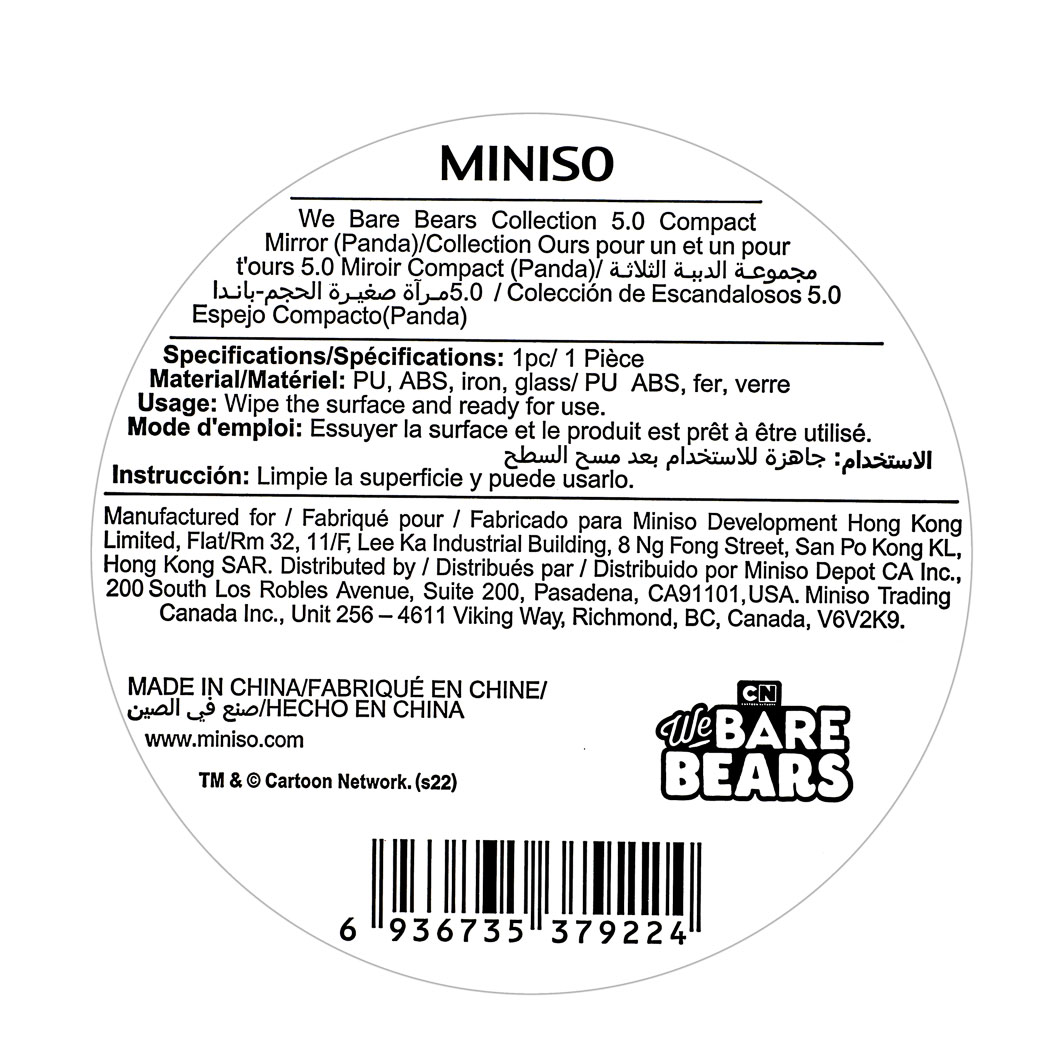 MINISO
We Bare Bears Collection 5.0 Compact
Mirror (Panda)/Collection Ours pour un et un pour
t'ours 5.0 Miroir Compact (Panda)/ مجموعة الدببة الثلاثة
5.0مرآة صغيرة الحجم-باندا / Colección de Escandalosos 5.0
Espejo Compacto(Panda)
Specifications/Spécifications: 1pc/ 1 Pièce
Material/Matériel: PU, ABS, iron, glass/ PU ABS, fer, verre
Usage: Wipe the surface and ready for use.
Mode d'emploi: Essuyer la surface et le produit est prêt à être utilisé.
الاستخدام: جاهزة للاستخدام بعد مسح السطح
Instrucción: Limpie la superficie y puede usarlo.
Manufactured for / Fabriqué pour / Fabricado para Miniso Development Hong Kong
Limited, Flat/Rm 32, 11/F, Lee Ka Industrial Building, 8 Ng Fong Street, San Po Kong KL,
Hong Kong SAR. Distributed by / Distribués par / Distribuido por Miniso Depot CA Inc.,
200 South Los Robles Avenue, Suite 200, Pasadena, CA91101,USA. Miniso Trading
Canada Inc., Unit 256 – 4611 Viking Way, Richmond, BC, Canada, V6V2K9.
MADE IN CHINA/FABRIQUÉ EN CHINE/
صنع في الصين/HECHO EN CHINA
www.miniso.com
TM & © Cartoon Network. (s22)
CN
CARTOON NETWORK
We BARE
BEARS
6 936735 379224